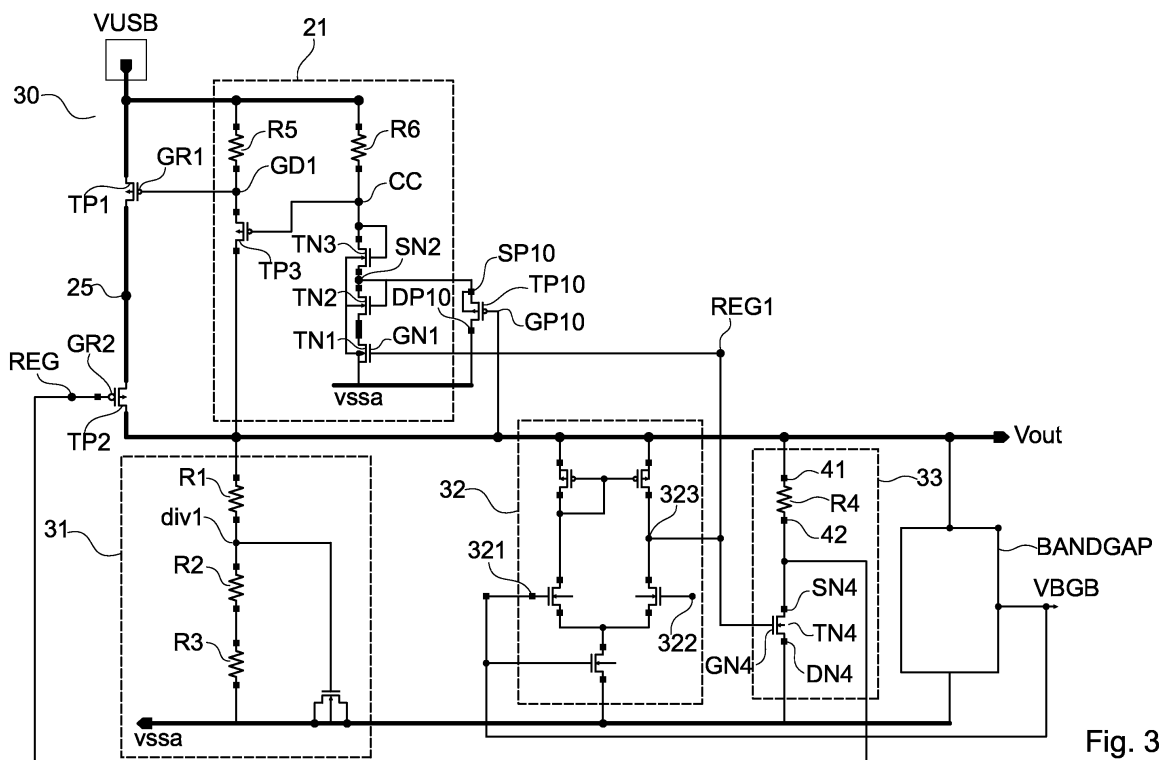 VUSB
21
30
R5
R6
GR1
GD1
CC
TP1
TN3
SN2
SP10
TP3
TP10
25
TN2
DP10
GP10
REG1
GR2
TN1
GN1
REG
vssa
TP2
Vout
R1
32
41
33
323
R4
31
div1
42
BANDGAP
R2
321
SN4
VBGB
TN4
R3
322
GN4
DN4
vssa
Fig. 3